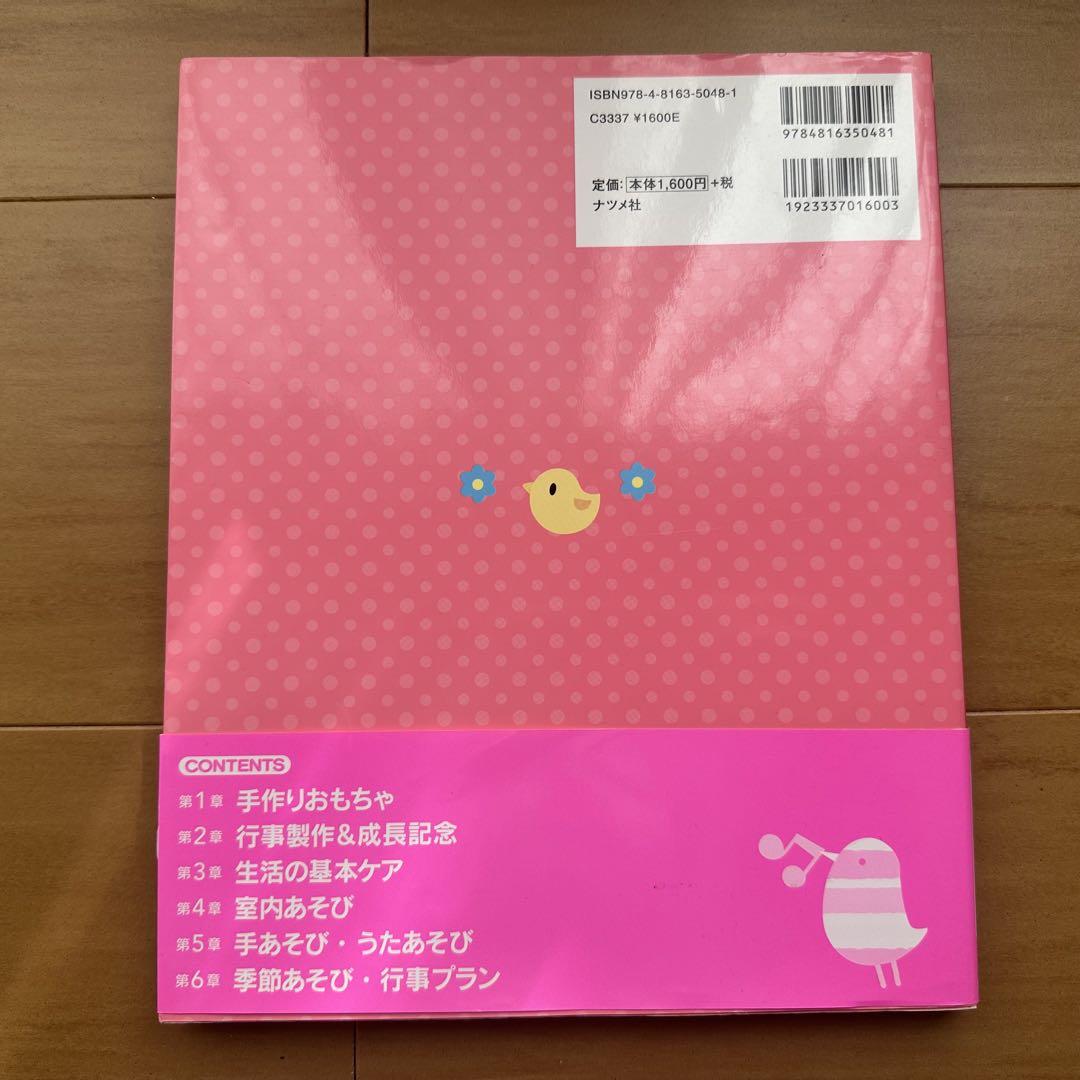 ISBN978-4-8163-5048-1
C3337 ¥1600E
9784816350481
定価:本体1,600円+税
ナツメ社
1923337016003
CONTENTS
第1章 手作りおもちゃ
第2章 行事製作&成長記念
第3章 生活の基本ケア
第4章 室内あそび
第5章 手あそび・うたあそび
第6章 季節あそび・行事プラン